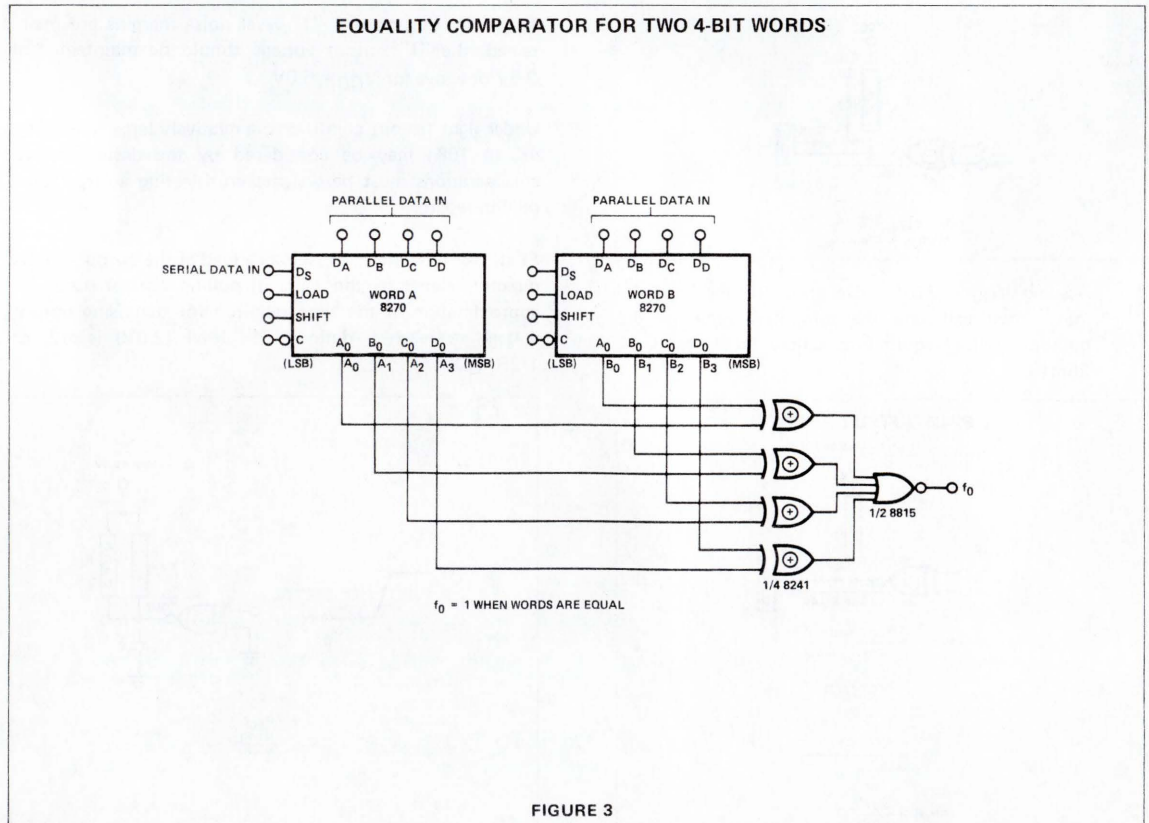 EQUALITY COMPARATOR FOR TWO 4-BIT WORDS
PARALLEL DATA IN
PARALLEL DATA IN
SERIAL DATA IN
DS DA DB DC DD
LOAD
WORD A
8270
SHIFT
C
A0 B0 C0 D0
(LSB) A0 A1 A2 A3 (MSB)
DS DA DB DC DD
LOAD
WORD B
8270
SHIFT
C
A0 B0 C0 D0
(LSB) B0 B1 B2 B3 (MSB)
+
+
+
+
f0
1/2 8815
1/4 8241
f0 = 1 WHEN WORDS ARE EQUAL
FIGURE 3